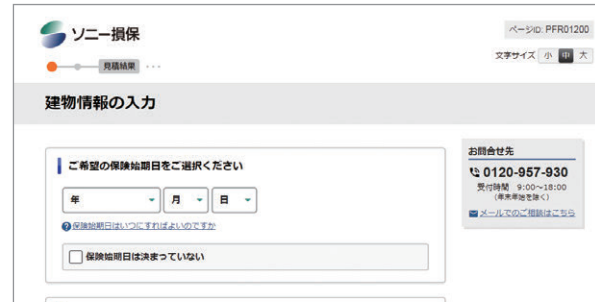 ソニー損保
ページID: PFR01200
文字サイズ 小 中 大
見積結果
建物情報の入力
ご希望の保険始期日をご選択ください
年 月 日
保険始期日はいつにすればよいのですか
保険始期日は決まっていない
お問合せ先
0120-957-930
受付時間 9:00～18:00
(年末年始を除く)
メールでのご相談はこちら